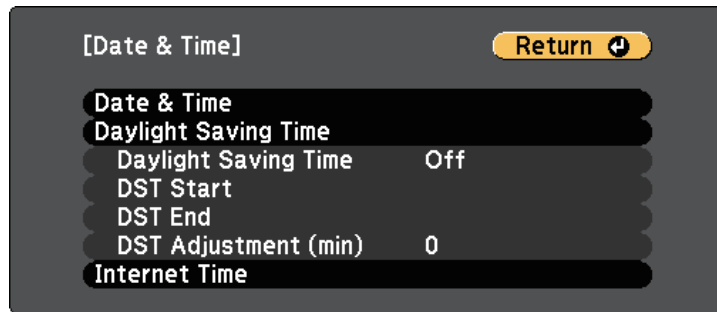 [Date & Time] Return
Date & Time
Daylight Saving Time
Daylight Saving Time Off
DST Start
DST End
DST Adjustment (min) 0
Internet Time